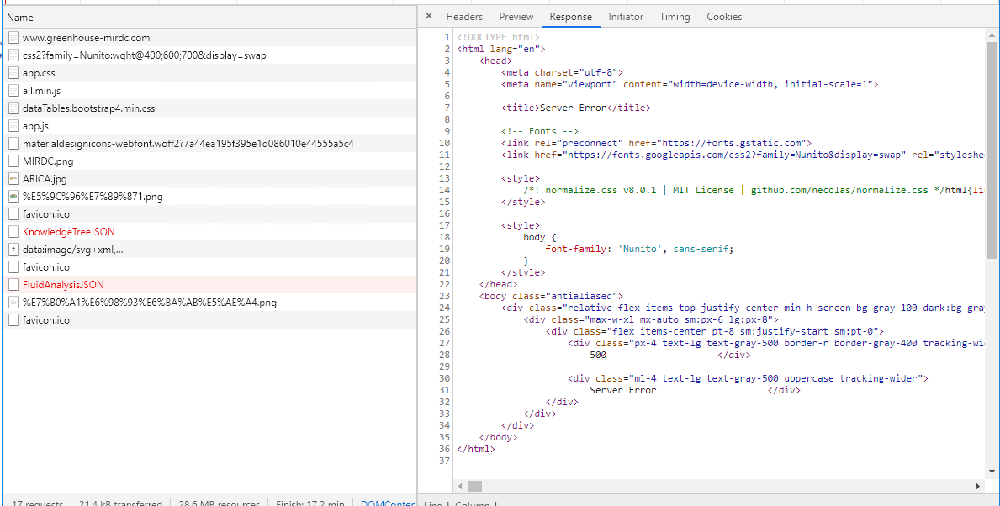 Name
www.greenhouse-mirdc.com
css2?family=Nunito:wght@400;600;700&display=swap
app.css
all.min.js
dataTables.bootstrap4.min.css
app.js
materialdesignicons-webfont.woff2?7a44ea195f395e1d086010e44555a5c4
MIRDC.png
ARICA.jpg
%E5%9C%96%E7%89%871.png
favicon.ico
KnowledgeTreeJSON
data:image/svg+xml,...
favicon.ico
FluidAnalysisJSON
%E7%B0%A1%E6%98%93%E6%BA%AB%E5%AE%A4.png
favicon.ico
17 requests 21.4 kB transferred 28.6 MB resources Finish: 17.2 min DOMConter
× Headers Preview Response Initiator Timing Cookies
1 <!DOCTYPE html>
2 <html lang="en">
3 <head>
4 <meta charset="utf-8">
5 <meta name="viewport" content="width=device-width, initial-scale=1">
6
7 <title>Server Error</title>
8
9 <!-- Fonts -->
10 <link rel="preconnect" href="https://fonts.gstatic.com">
11 <link href="https://fonts.googleapis.com/css2?family=Nunito&display=swap" rel="styleshe
12
13 <style>
14 /*! normalize.css v8.0.1 | MIT License | github.com/necolas/normalize.css */html{li
15 </style>
16
17 <style>
18 body {
19 font-family: 'Nunito', sans-serif;
20 }
21 </style>
22 </head>
23 <body class="antialiased">
24 <div class="relative flex items-top justify-center min-h-screen bg-gray-100 dark:bg-gra
25 <div class="max-w-xl mx-auto sm:px-6 lg:px-8">
26 <div class="flex items-center pt-8 sm:justify-start sm:pt-0">
27 <div class="px-4 text-lg text-gray-500 border-r border-gray-400 tracking-wi
28 500 </div>
29
30 <div class="ml-4 text-lg text-gray-500 uppercase tracking-wider">
31 Server Error </div>
32 </div>
33 </div>
34 </div>
35 </body>
36 </html>
37
Line 1, Column 1